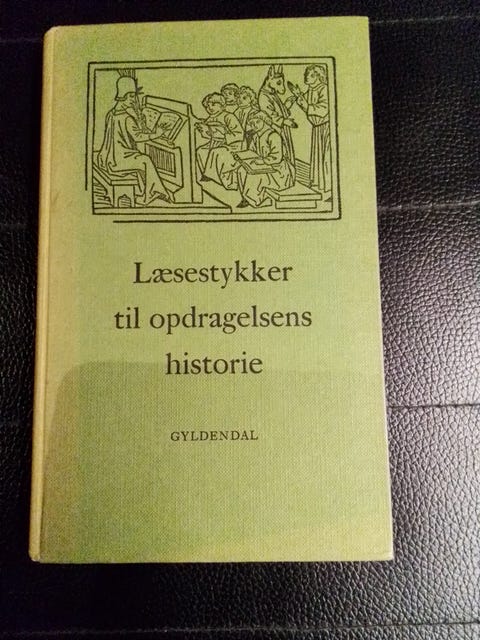 Læsestykker
til opdragelsens
historie
GYLDENDAL